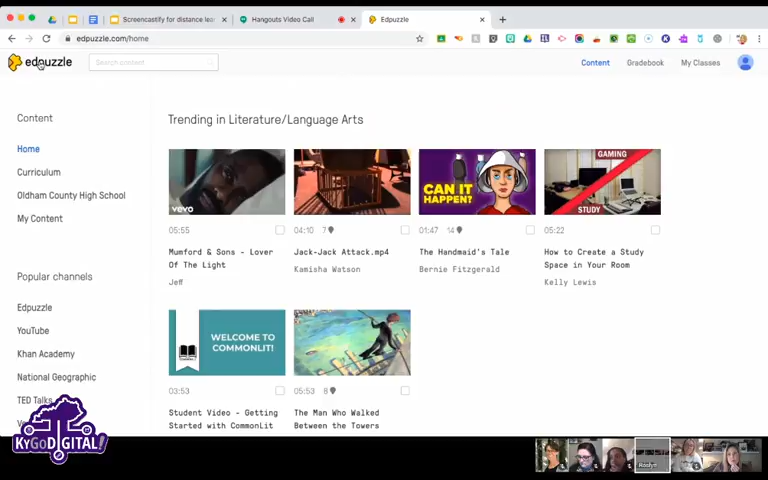 Screencastify for distance lea
Hangouts Video Call
Edpuzzle
edpuzzle.com/home
edpuzzle
Search content
Content
Gradebook
My Classes
Content
Home
Curriculum
Oldham County High School
My Content
Popular channels
Edpuzzle
YouTube
Khan Academy
National Geographic
TED Talks
Trending in Literature/Language Arts
vevo
05:55
Mumford & Sons - Lover
Of The Light
Jeff
04:10 7
Jack-Jack Attack.mp4
Kamisha Watson
CAN IT
HAPPEN?
01:47 14
The Handmaid's Tale
Bernie Fitzgerald
GAMING
STUDY
05:22
How to Create a Study
Space in Your Room
Kelly Lewis
WELCOME TO
COMMONLIT!
03:53
Student Video - Getting
Started with CommonLit
05:53 8
The Man Who Walked
Between the Towers
KYGODIGITAL!
Roslyn